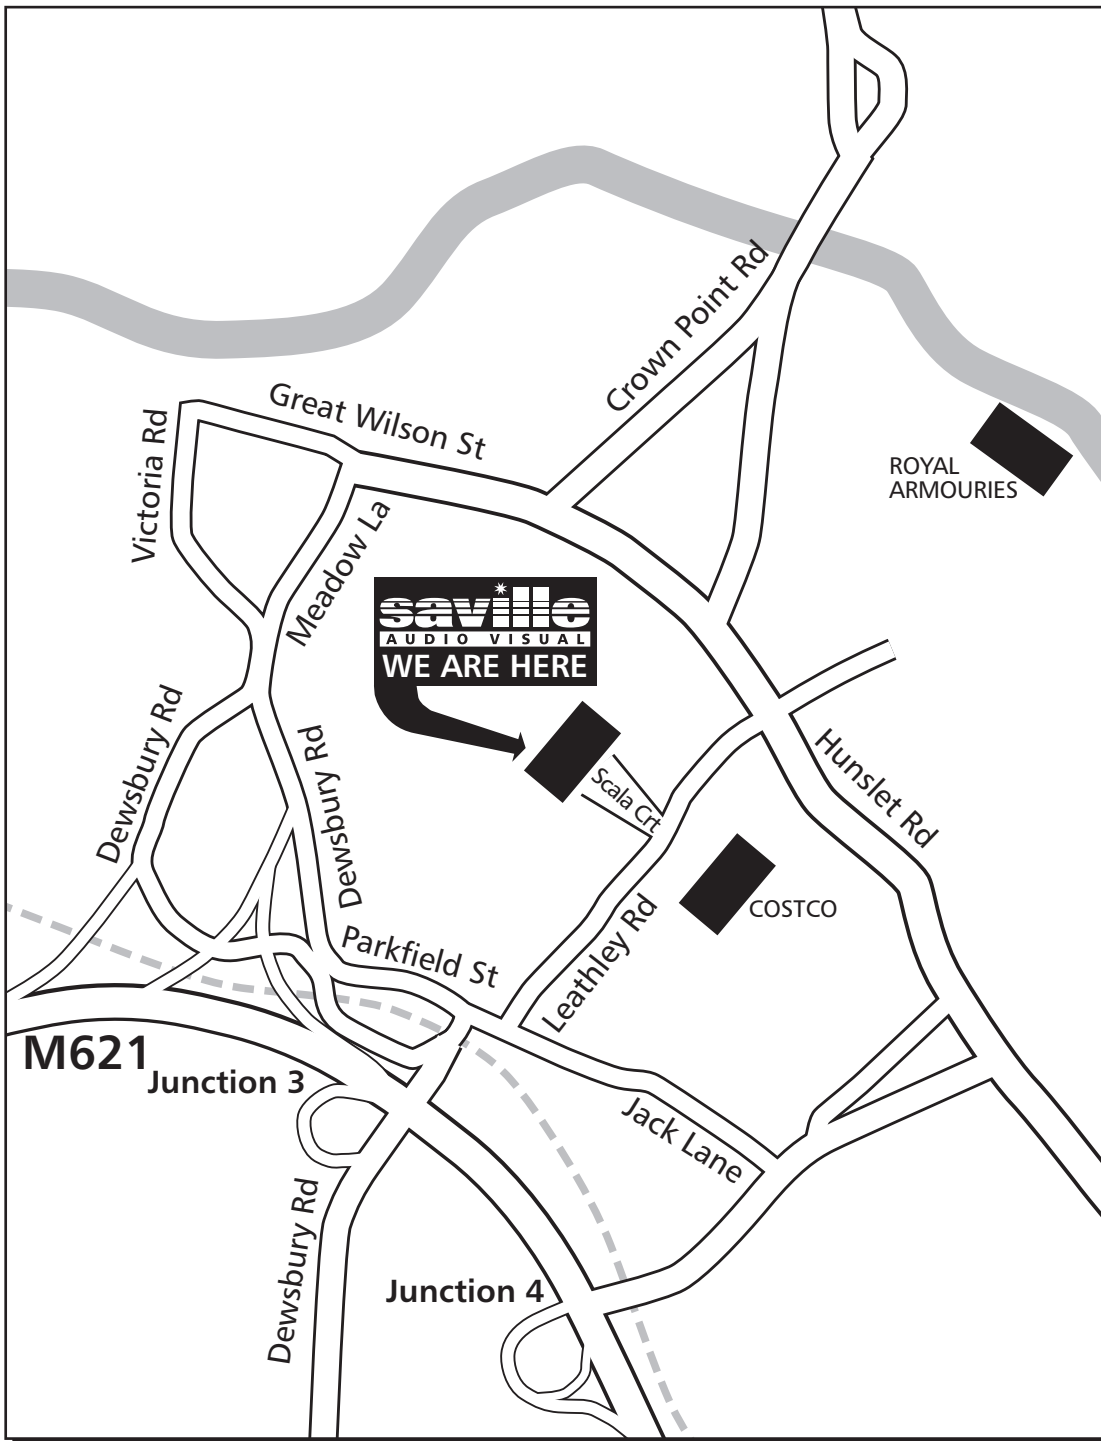 Crown Point Rd
Great Wilson St
Victoria Rd
ROYAL
ARMOURIES
Meadow La
saville
AUDIO VISUAL
WE ARE HERE
Dewsbury Rd
Dewsbury Rd
Scala Crt
Hunslet Rd
COSTCO
Parkfield St
Leathley Rd
M621
Junction 3
Jack Lane
Dewsbury Rd
Junction 4